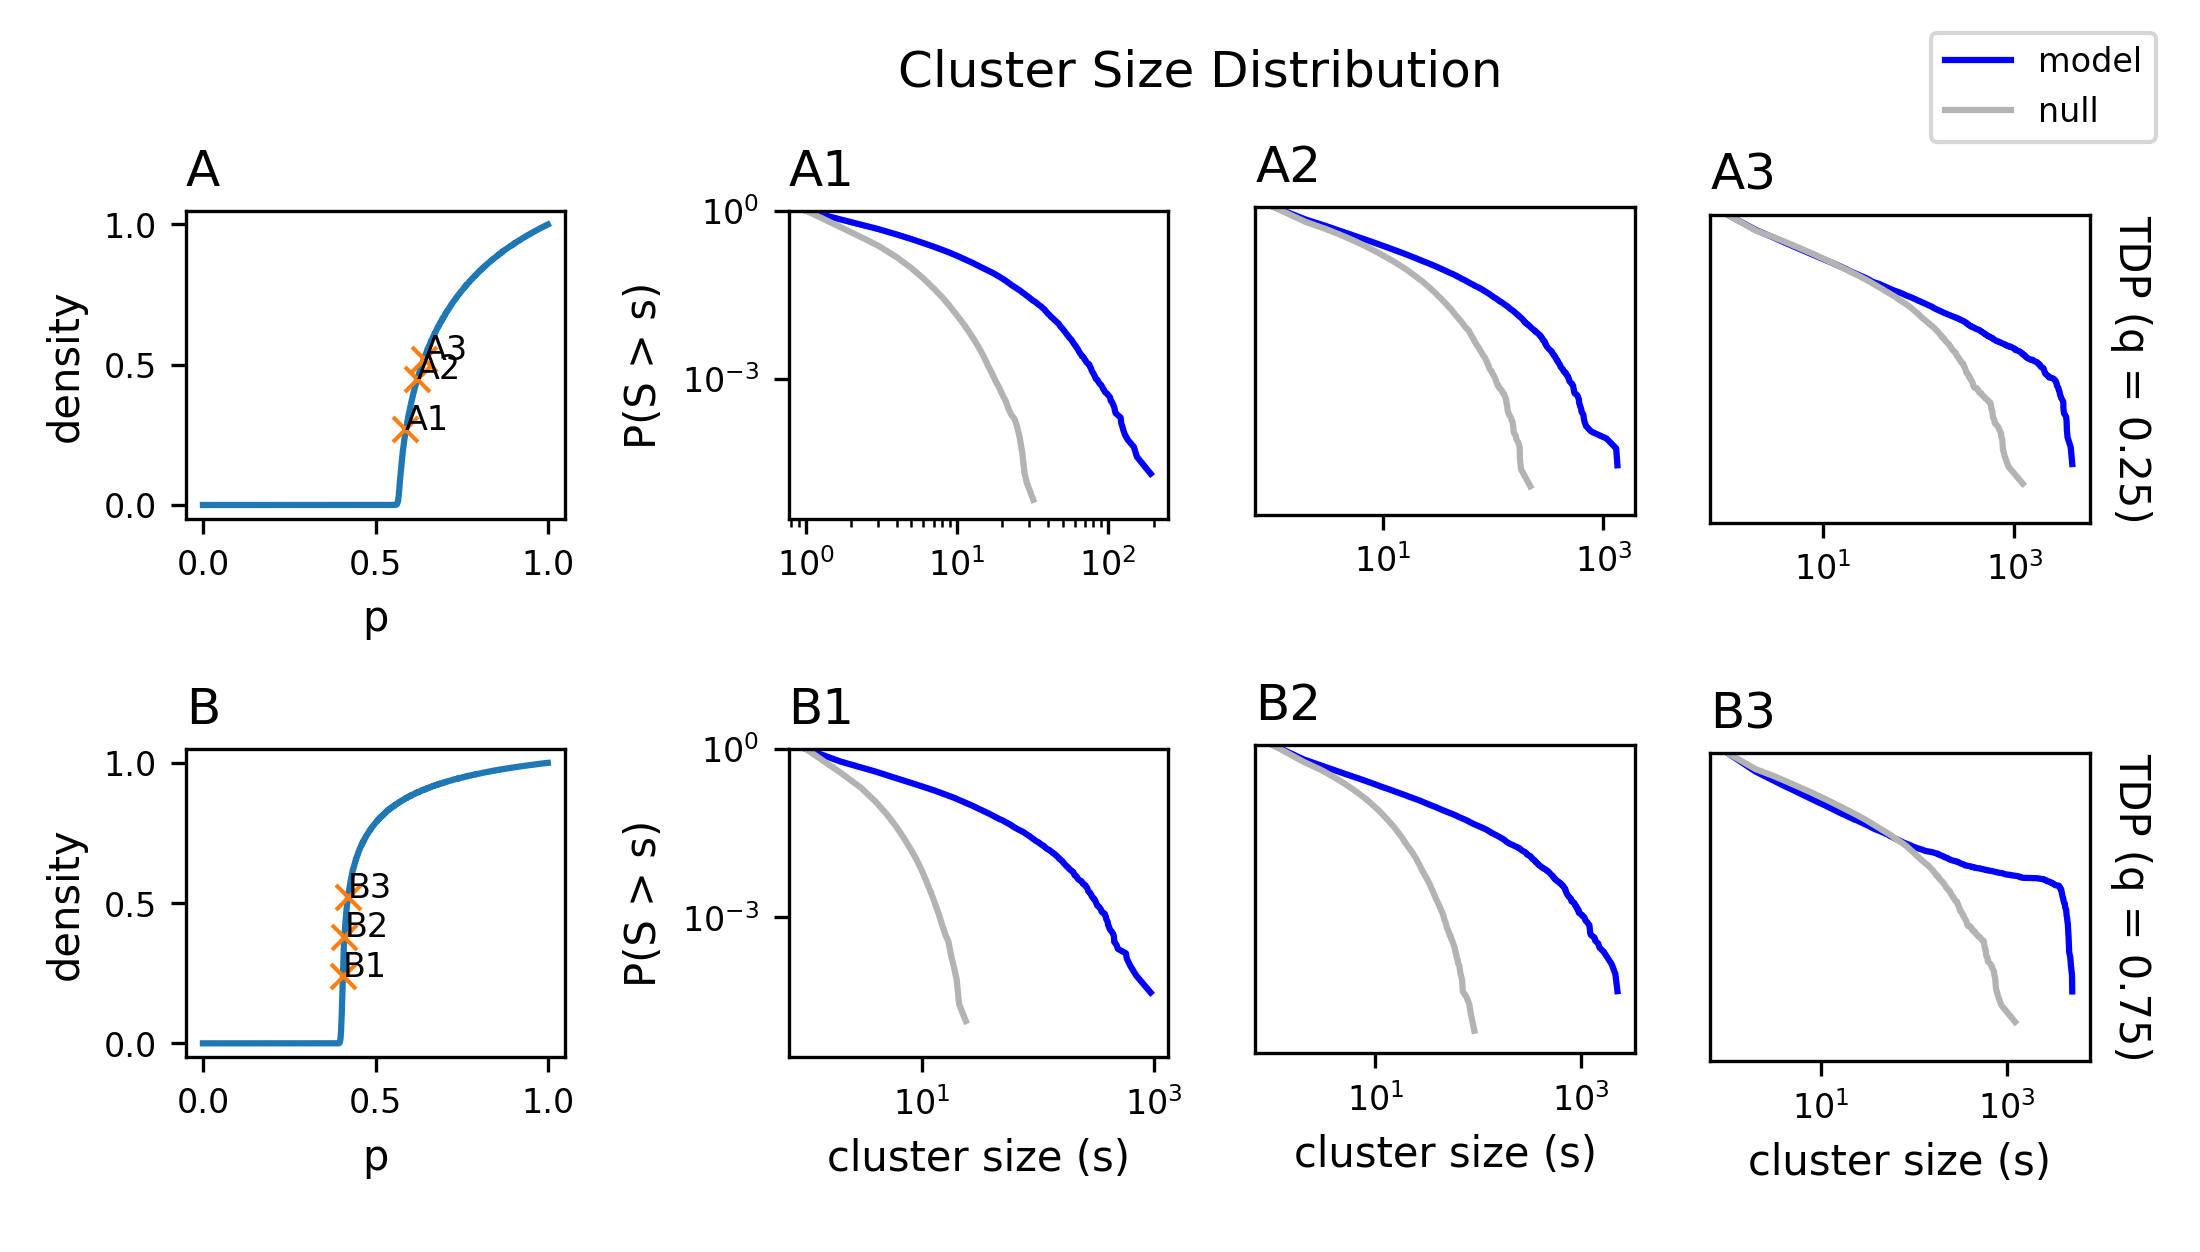 Cluster Size Distribution
model
null
A
A1
A2
A3
density
1.0
0.5
0.0
A3
A2
A1
0.0 0.5 1.0
p
P(S > s)
10⁰
10⁻³
10⁰ 10¹ 10²
10¹ 10³
10¹ 10³
TDP (q = 0.25)
B
B1
B2
B3
density
1.0
0.5
0.0
B3
B2
B1
0.0 0.5 1.0
p
P(S > s)
10⁰
10⁻³
10¹ 10³
cluster size (s)
10¹ 10³
cluster size (s)
10¹ 10³
cluster size (s)
TDP (q = 0.75)